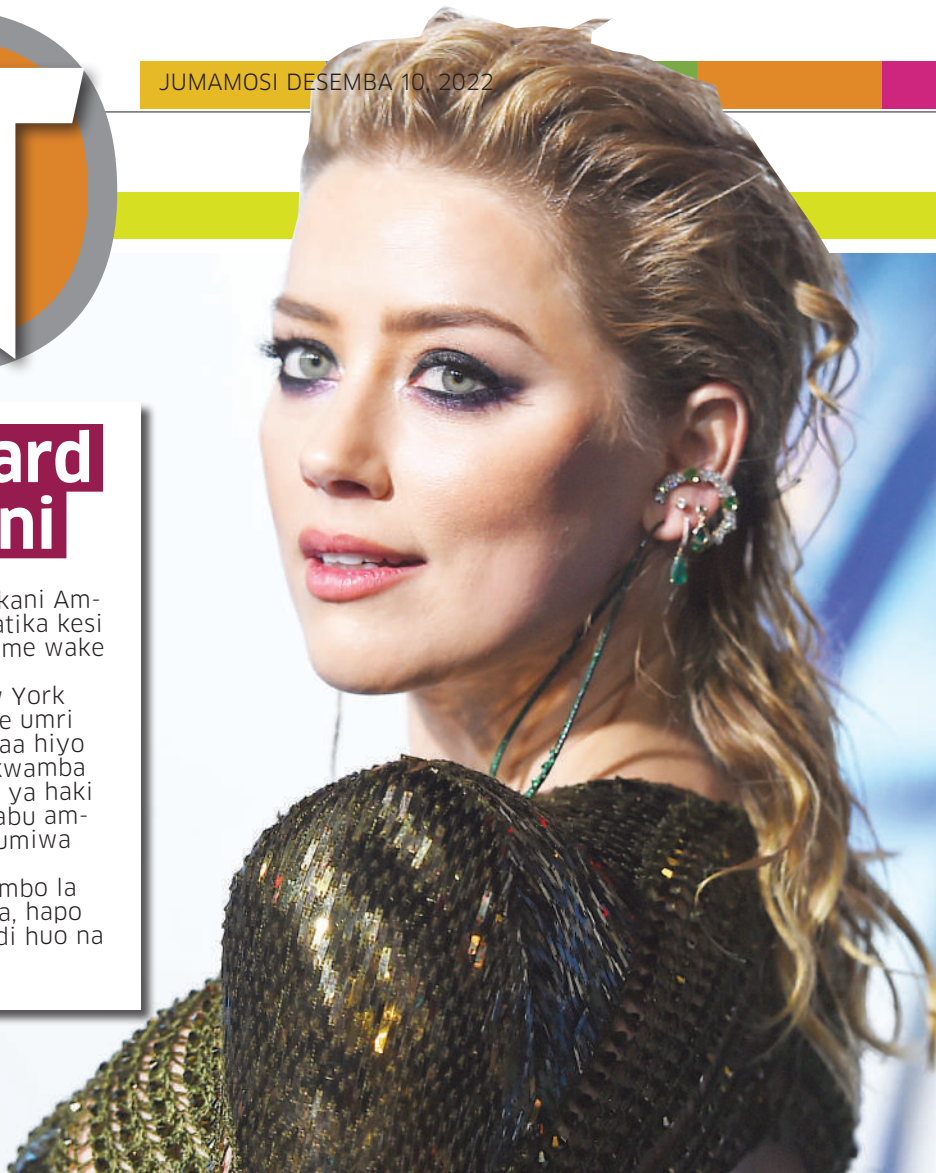 JUMAMOSI DESEMBA 10, 2022
T
ard
ni
kani Am-
atika kesi
me wake
York
e umri
aa hiyo
kwamba
ya haki
abu am-
umiwa
mbo la
a, hapo
di huo na